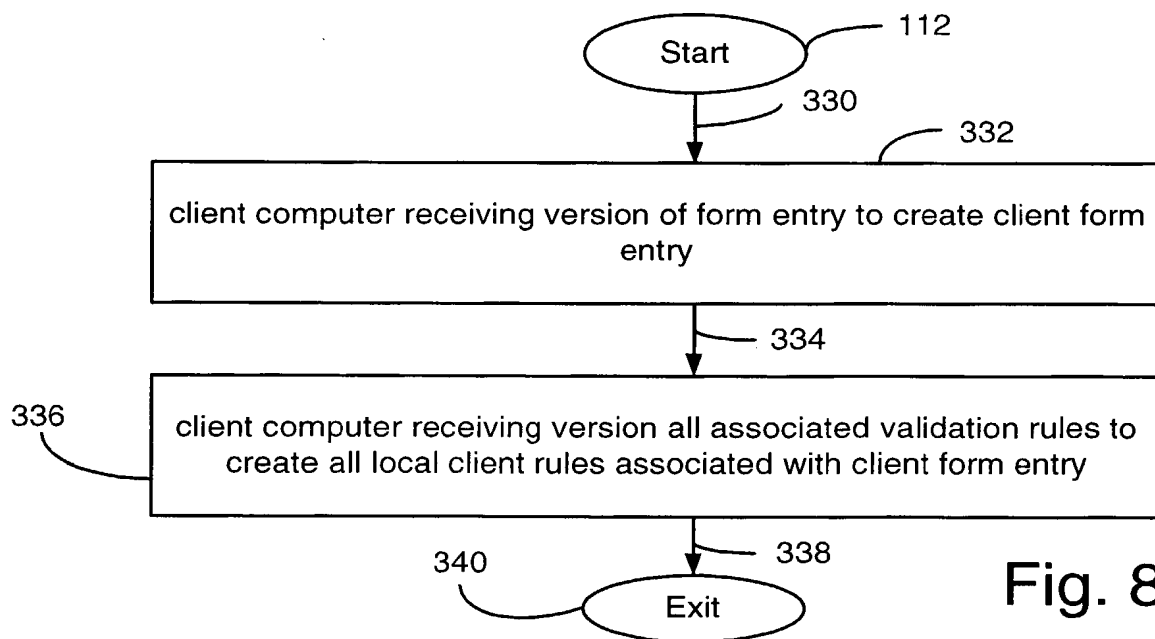 112
Start
330
332
client computer receiving version of form entry to create client form
entry
334
336
client computer receiving version all associated validation rules to
create all local client rules associated with client form entry
338
340
Exit
Fig. 8